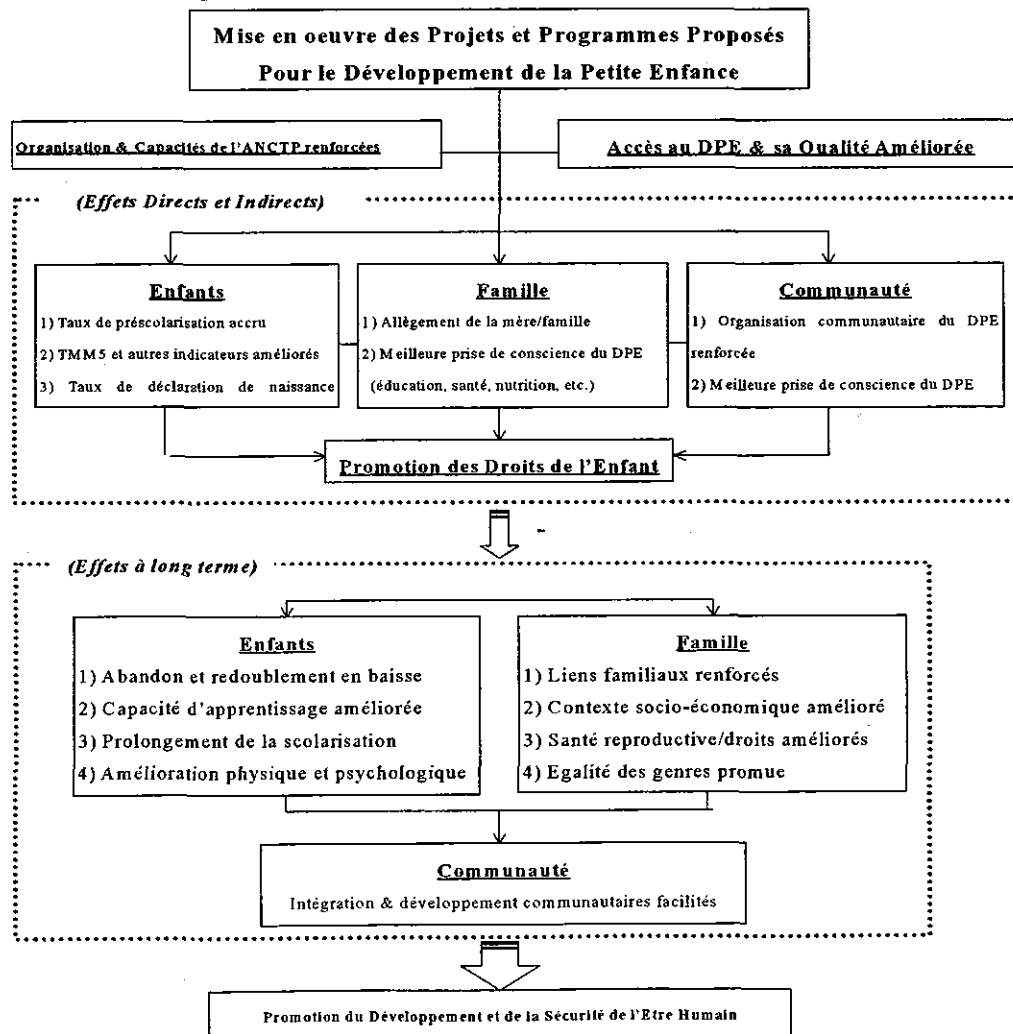 Mise en oeuvre des Projets et Programmes Proposés
Pour le Développement de la Petite Enfance
Organisation & Capacités de l'ANCTP renforcées
Accès au DPE & sa Qualité Améliorée
(Effets Directs et Indirects)
Enfants
1) Taux de préscolarisation accru
2) TMM5 et autres indicateurs améliorés
3) Taux de déclaration de naissance
Famille
1) Allègement de la mère/famille
2) Meilleure prise de conscience du DPE
(éducation, santé, nutrition, etc.)
Communauté
1) Organisation communautaire du DPE
renforcée
2) Meilleure prise de conscience du DPE
Promotion des Droits de l'Enfant
(Effets à long terme)
Enfants
1) Abandon et redoublement en baisse
2) Capacité d'apprentissage améliorée
3) Prolongement de la scolarisation
4) Amélioration physique et psychologique
Famille
1) Liens familiaux renforcés
2) Contexte socio-économique amélioré
3) Santé reproductive/droits améliorés
4) Egalité des genres promue
Communauté
Intégration & développement communautaires facilités
Promotion du Développement et de la Sécurité de l'Etre Humain